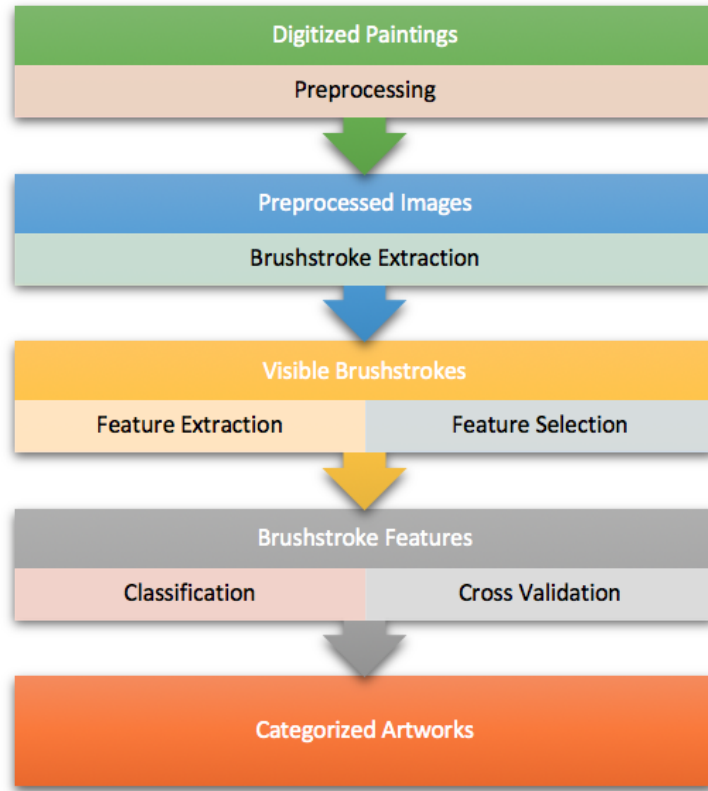 Digitized Paintings
Preprocessing
Preprocessed Images
Brushstroke Extraction
Visible Brushstrokes
Feature Extraction
Feature Selection
Brushstroke Features
Classification
Cross Validation
Categorized Artworks